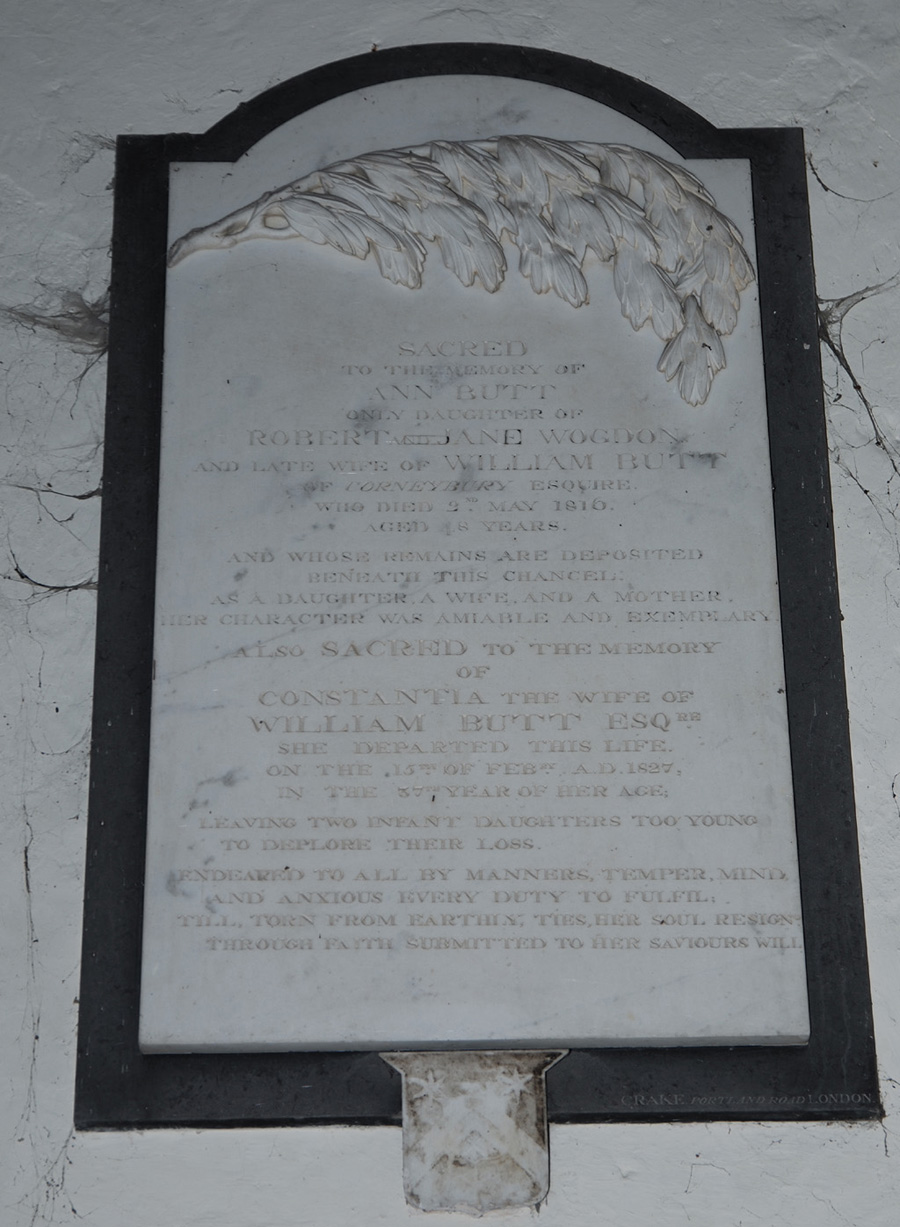 SACRED
TO THE MEMORY OF
ANN BUTT
ONLY DAUGHTER OF
ROBERT AND JANE WOGDON,
AND LATE WIFE OF WILLIAM BUTT
OF CORNEYBURY ESQUIRE.
WHO DIED 2ND MAY 1816.
AGED YEARS.
AND WHOSE REMAINS ARE DEPOSITED
BENEATH THIS CHANCEL:
AS A DAUGHTER, A WIFE, AND A MOTHER,
HER CHARACTER WAS AMIABLE AND EXEMPLARY.
ALSO SACRED TO THE MEMORY
OF
CONSTANTIA THE WIFE OF
WILLIAM BUTT ESQRE
SHE DEPARTED THIS LIFE.
ON THE 15TH OF FEBRY. A.D. 1827,
IN THE 37TH YEAR OF HER AGE;
LEAVING TWO INFANT DAUGHTERS TOO YOUNG
TO DEPLORE THEIR LOSS.
ENDEARED TO ALL BY MANNERS, TEMPER, MIND,
AND ANXIOUS EVERY DUTY TO FULFIL;
TILL, TORN FROM EARTHLY, TIES, HER SOUL RESIGN'D
THROUGH FAITH SUBMITTED TO HER SAVIOURS WILL.
CRAKE PORTLAND ROAD LONDON